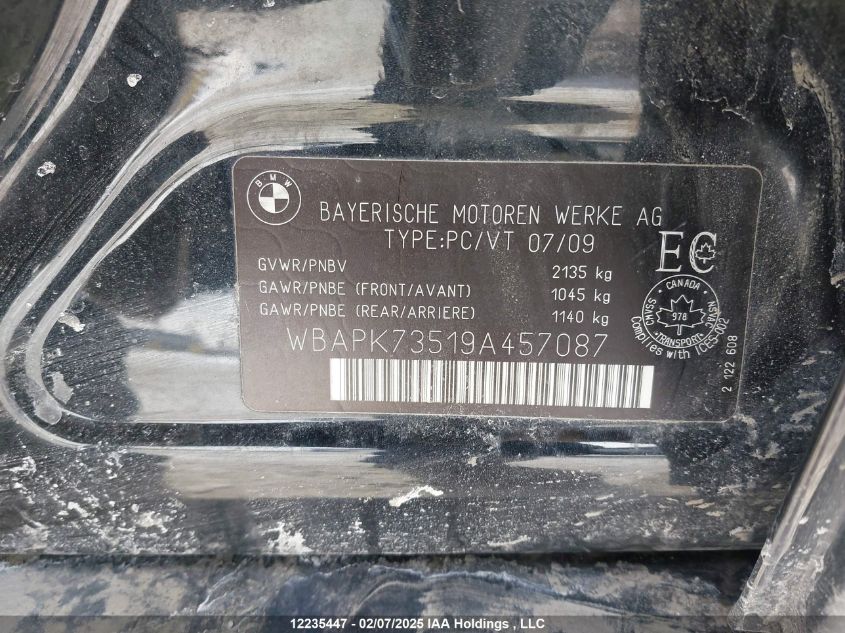 BMW
BAYERISCHE MOTOREN WERKE AG
TYPE:PC/VT 07/09
EC
GVWR/PNBV 2135 kg
GAWR/PNBE (FRONT/AVANT) 1045 kg
GAWR/PNBE (REAR/ARRIERE) 1140 kg
WBAPK73519A457087
CANADA
CMVSS
NSVAC
978
TRANSPORT
Complies with ICES-002
2 122 608
12235447 - 02/07/2025 IAA Holdings , LLC